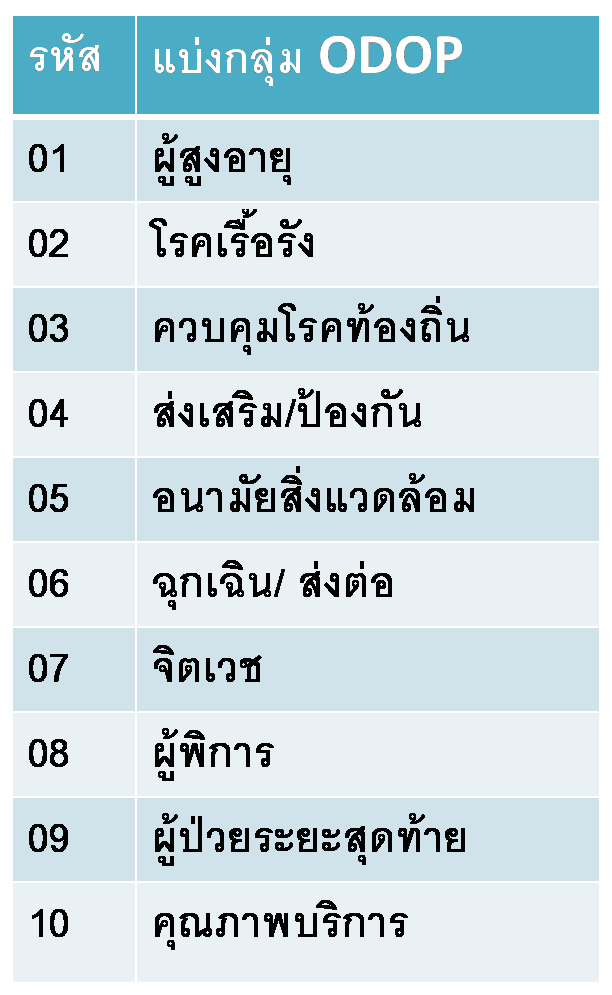 รหัส แบ่งกลุ่ม ODOP
01 ผู้สูงอายุ
02 โรคเรื้อรัง
03 ควบคุมโรคท้องถิ่น
04 ส่งเสริม/ป้องกัน
05 อนามัยสิ่งแวดล้อม
06 ฉุกเฉิน/ ส่งต่อ
07 จิตเวช
08 ผู้พิการ
09 ผู้ป่วยระยะสุดท้าย
10 คุณภาพบริการ